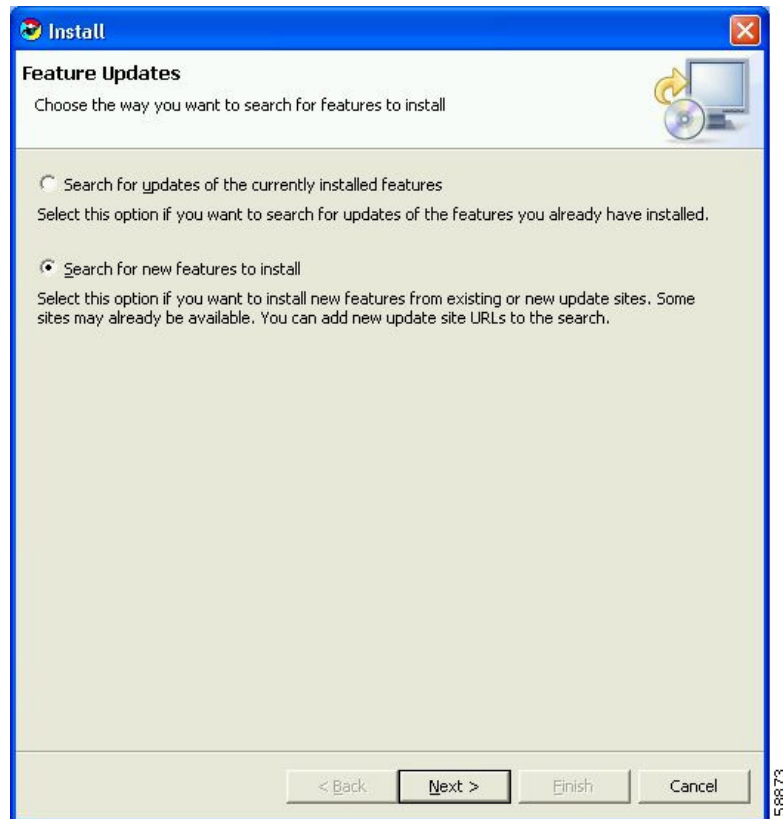 Install
Feature Updates
Choose the way you want to search for features to install
Search for updates of the currently installed features
Select this option if you want to search for updates of the features you already have installed.
Search for new features to install
Select this option if you want to install new features from existing or new update sites. Some
sites may already be available. You can add new update site URLs to the search.
< Back
Next >
Finish
Cancel
58873